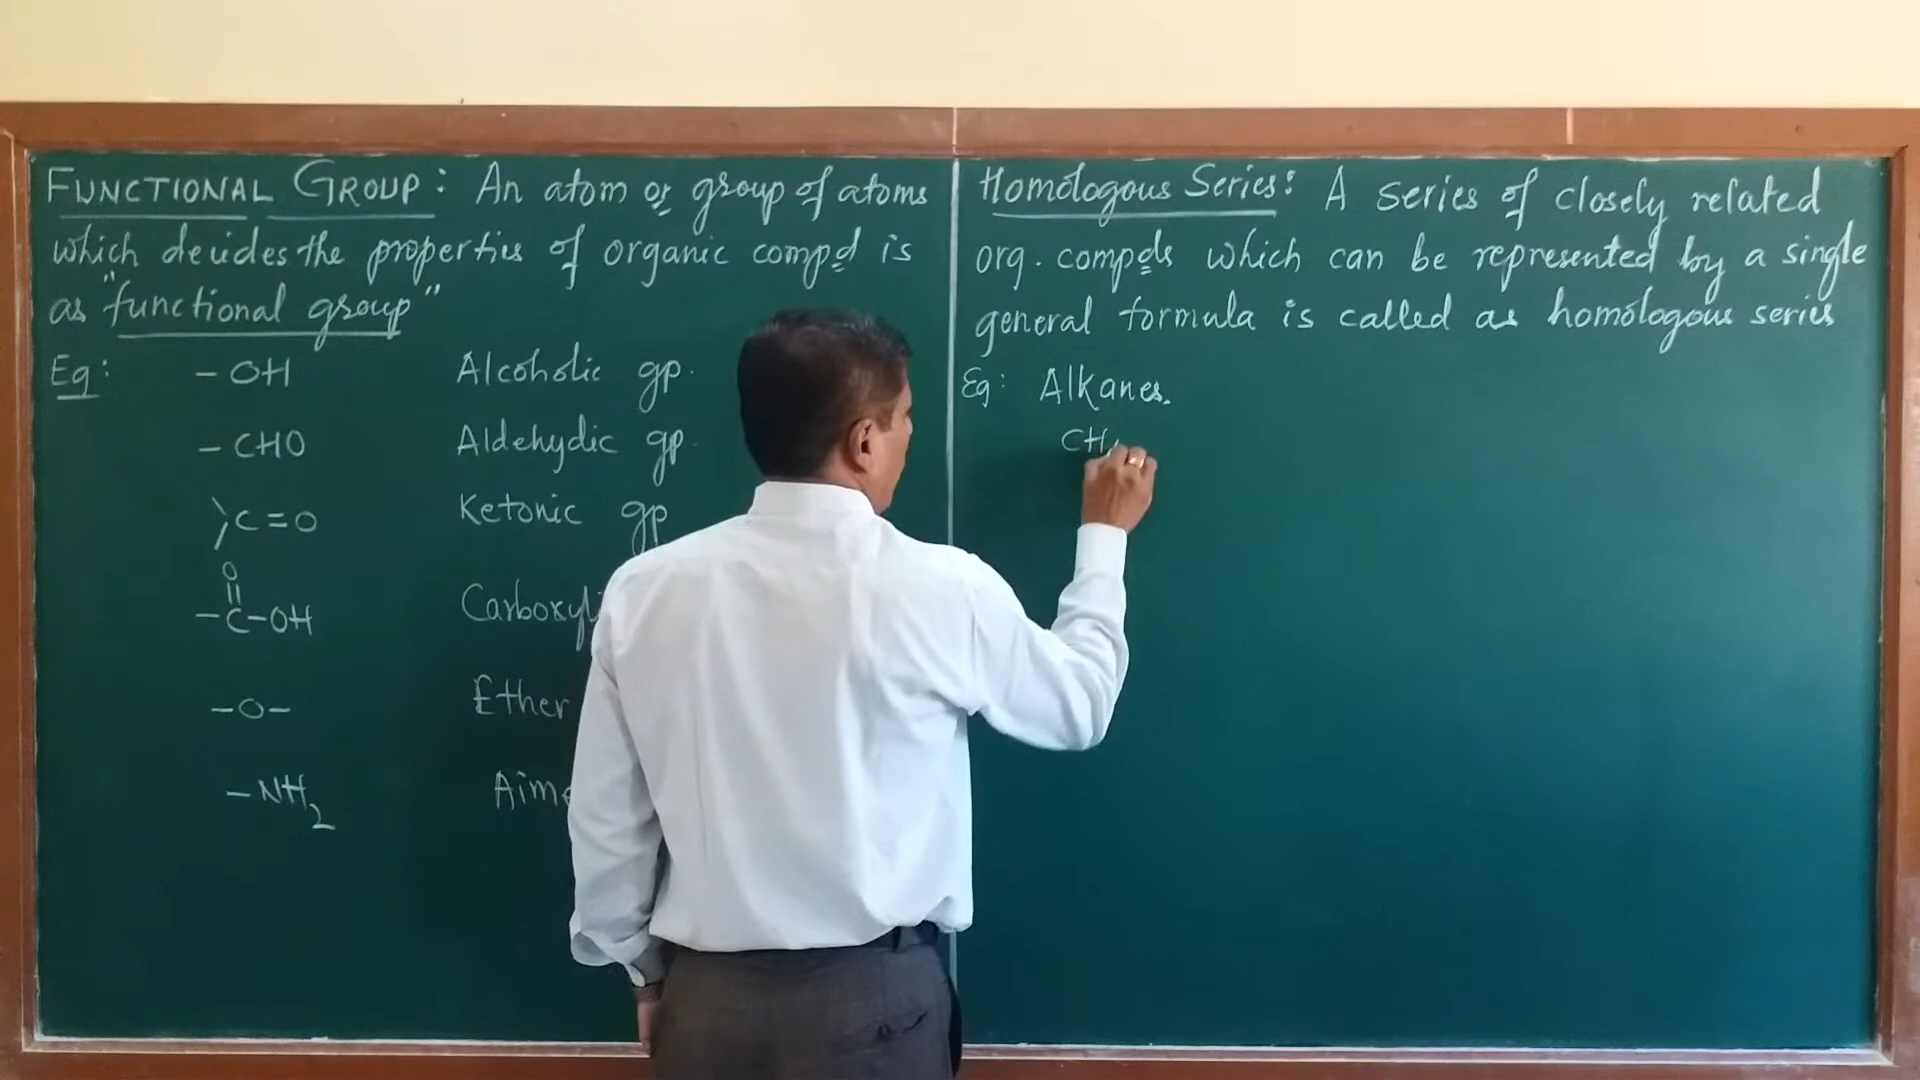 FUNCTIONAL GROUP: An atom or group of atoms
which decides the properties of organic compd is
as "functional group"
Eg: -OH Alcoholic gp.
-CHO Aldehydic gp.
>C=O Ketonic gp
O
||
-C-OH Carboxyli
-O- Ether
-NH2
Homologous Series: A series of closely related
org. compds which can be represented by a single
general formula is called as homologous series
Eg: Alkanes.
CH